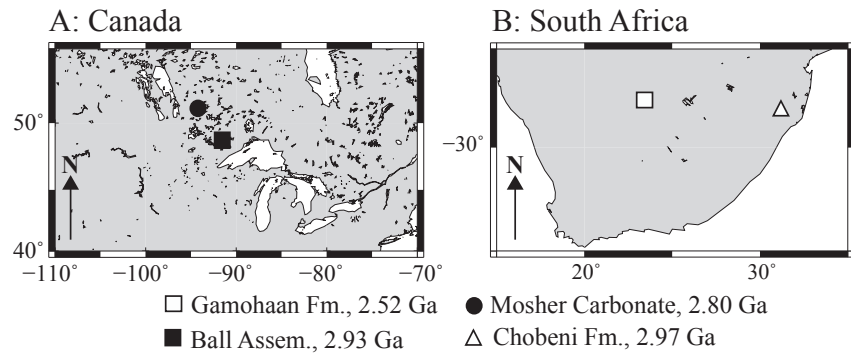 A: Canada
B: South Africa
50˚
40˚
N
−110˚ −100˚ −90˚ −80˚ −70˚
−30˚
N
20˚ 30˚
Gamohaan Fm., 2.52 Ga
Mosher Carbonate, 2.80 Ga
Ball Assem., 2.93 Ga
Chobeni Fm., 2.97 Ga